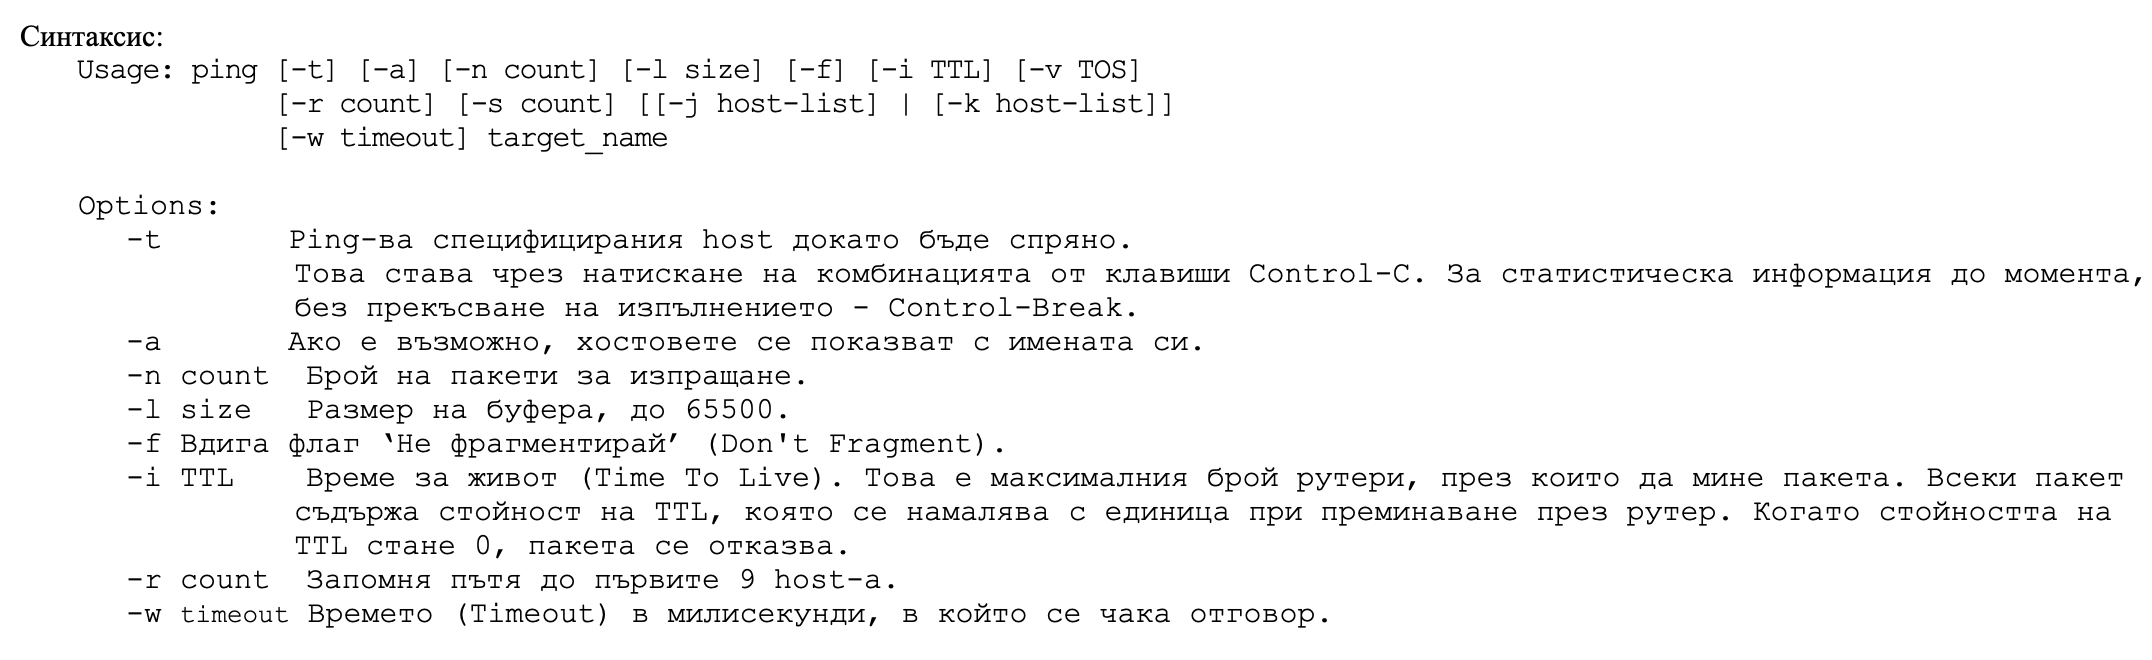 Синтаксис:
Usage: ping [-t] [-a] [-n count] [-l size] [-f] [-i TTL] [-v TOS]
[-r count] [-s count] [[-j host-list] | [-k host-list]]
[-w timeout] target_name
Options:
-t Ping-ва специфицирания host докато бъде спряно.
Това става чрез натискане на комбинацията от клавиши Control-C. За статистическа информация до момента,
без прекъсване на изпълнението - Control-Break.
-a Ако е възможно, хостовете се показват с имената си.
-n count Брой на пакети за изпращане.
-l size Размер на буфера, до 65500.
-f Вдига флаг ‘Не фрагментирай’ (Don't Fragment).
-i TTL Време за живот (Time To Live). Това е максималния брой рутери, през които да мине пакета. Всеки пакет
съдържа стойност на TTL, която се намалява с единица при преминаване през рутер. Когато стойността на
TTL стане 0, пакета се отказва.
-r count Запомня пътя до първите 9 host-а.
-w timeout Времето (Timeout) в милисекунди, в който се чака отговор.